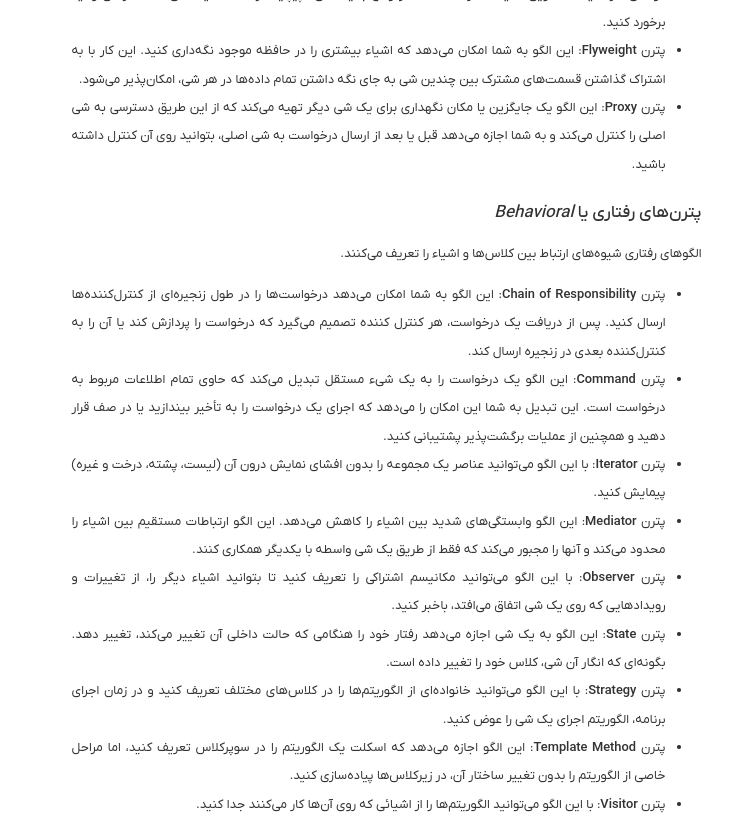 برخورد کنید.
پترن Flyweight: این الگو به شما امکان می‌دهد که اشیاء بیشتری را در حافظه موجود نگه‌داری کنید. این کار با به
اشتراک گذاشتن قسمت‌های مشترک بین چندین شی به جای نگه داشتن تمام داده‌ها در هر شی، امکان‌پذیر می‌شود.
پترن Proxy: این الگو یک جایگزین یا مکان نگهداری برای یک شی دیگر تهیه می‌کند که از این طریق دسترسی به شی
اصلی را کنترل می‌کند و به شما اجازه می‌دهد قبل یا بعد از ارسال درخواست به شی اصلی، بتوانید روی آن کنترل داشته
باشید.
پترن‌های رفتاری یا Behavioral
الگوهای رفتاری شیوه‌های ارتباط بین کلاس‌ها و اشیاء را تعریف می‌کنند.
پترن Chain of Responsibility: این الگو به شما امکان می‌دهد درخواست‌ها را در طول زنجیره‌ای از کنترل‌کننده‌ها
ارسال کنید. پس از دریافت یک درخواست، هر کنترل کننده تصمیم می‌گیرد که درخواست را پردازش کند یا آن را به
کنترل‌کننده بعدی در زنجیره ارسال کند.
پترن Command: این الگو یک درخواست را به یک شیء مستقل تبدیل می‌کند که حاوی تمام اطلاعات مربوط به
درخواست است. این تبدیل به شما این امکان را می‌دهد که اجرای یک درخواست را به تأخیر بیندازید یا در صف قرار
دهید و همچنین از عملیات برگشت‌پذیر پشتیبانی کنید.
پترن Iterator: با این الگو می‌توانید عناصر یک مجموعه را بدون افشای نمایش درون آن (لیست، پشته، درخت و غیره)
پیمایش کنید.
پترن Mediator: این الگو وابستگی‌های شدید بین اشیاء را کاهش می‌دهد. این الگو ارتباطات مستقیم بین اشیاء را
محدود می‌کند و آنها را مجبور می‌کند که فقط از طریق یک شی واسطه با یکدیگر همکاری کنند.
پترن Observer: با این الگو می‌توانید مکانیسم اشتراکی را تعریف کنید تا بتوانید اشیاء دیگر را، از تغییرات و
رویدادهایی که روی یک شی اتفاق می‌افتد، باخبر کنید.
پترن State: این الگو به یک شی اجازه می‌دهد رفتار خود را هنگامی که حالت داخلی آن تغییر می‌کند، تغییر دهد.
بگونه‌ای که انگار آن شی، کلاس خود را تغییر داده است.
پترن Strategy: با این الگو می‌توانید خانواده‌ای از الگوریتم‌ها را در کلاس‌های مختلف تعریف کنید و در زمان اجرای
برنامه، الگوریتم اجرای یک شی را عوض کنید.
پترن Template Method: این الگو اجازه می‌دهد که اسکلت یک الگوریتم را در سوپرکلاس تعریف کنید، اما مراحل
خاصی از الگوریتم را بدون تغییر ساختار آن، در زیرکلاس‌ها پیاده‌سازی کنید.
پترن Visitor: با این الگو می‌توانید الگوریتم‌ها را از اشیائی که روی آن‌ها کار می‌کنند جدا کنید.